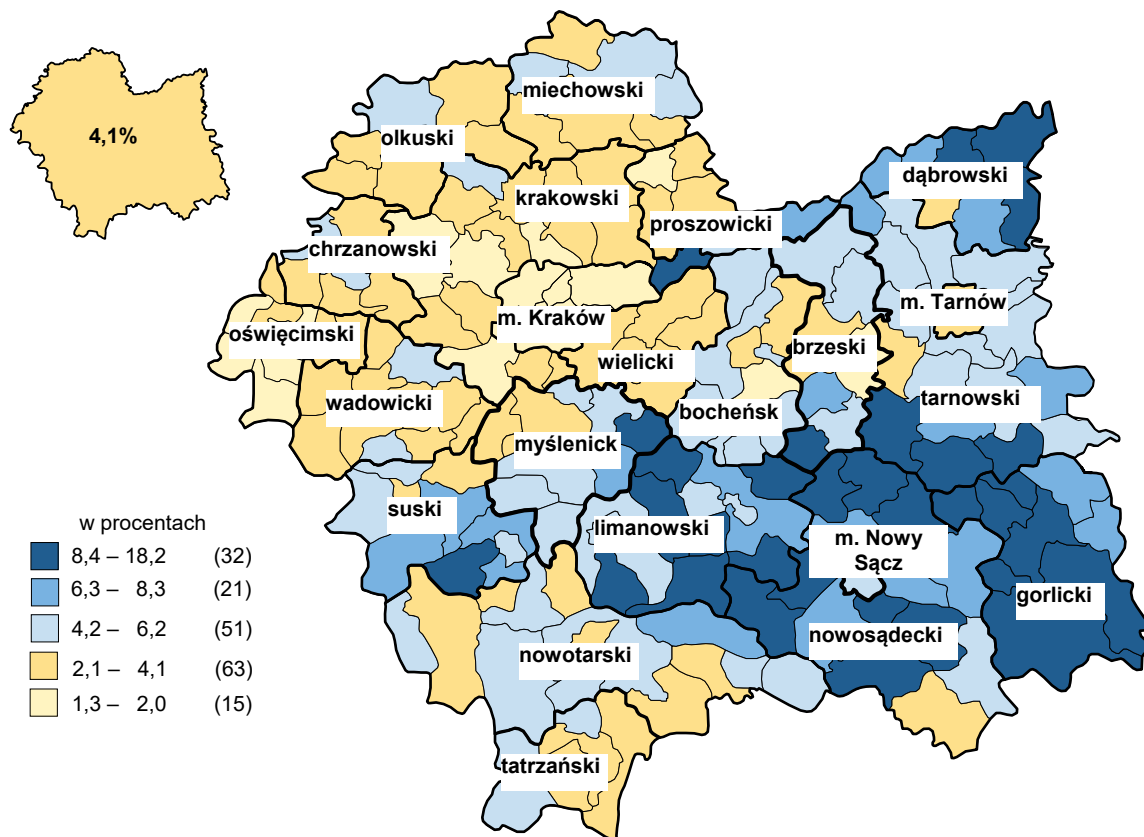 4,1%
miechowski
olkuski
dąbrowski
krakowski
proszowicki
chrzanowski
m. Tarnów
m. Kraków
oświęcimski
brzeski
wielicki
tarnowski
wadowicki
bocheńsk
myślenick
suski
limanowski
m. Nowy
Sącz
gorlicki
nowosądecki
nowotarski
tatrzański
w procentach
8,4 – 18,2 (32)
6,3 – 8,3 (21)
4,2 – 6,2 (51)
2,1 – 4,1 (63)
1,3 – 2,0 (15)